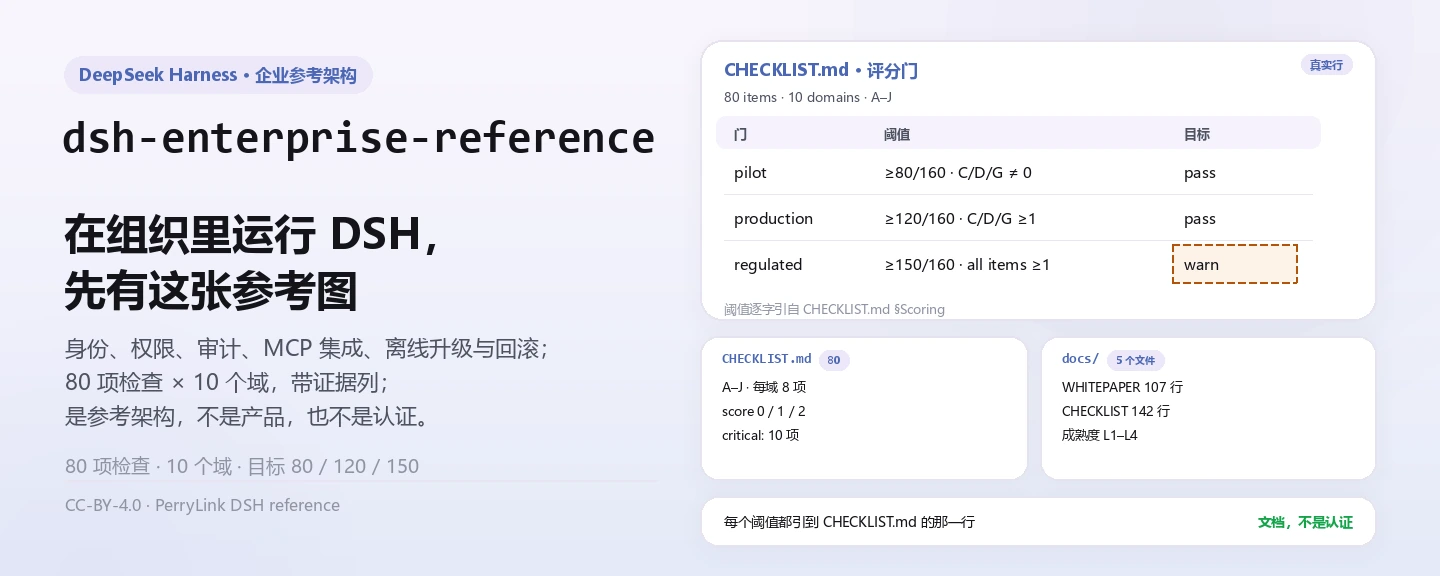 DeepSeek Harness • 企业参考架构
dsh-enterprise-reference
在组织里运行 DSH,
先有这张参考图
身份、权限、审计、MCP 集成、离线升级与回滚；
80 项检查 × 10 个域，带证据列；
是参考架构，不是产品，也不是认证。
80 项检查 · 10 个域 · 目标 80 / 120 / 150
CC-BY-4.0 · PerryLink DSH reference
CHECKLIST.md • 评分门
真实行
80 items · 10 domains · A–J
门 阈值 目标
pilot ≥80/160 · C/D/G ≠ 0 pass
production ≥120/160 · C/D/G ≥1 pass
regulated ≥150/160 · all items ≥1 warn
阈值逐字引自 CHECKLIST.md §Scoring
CHECKLIST.md 80
A–J · 每域 8 项
score 0 / 1 / 2
critical: 10 项
docs/ 5 个文件
WHITEPAPER 107 行
CHECKLIST 142 行
成熟度 L1–L4
每个阈值都引到 CHECKLIST.md 的那一行
文档，不是认证